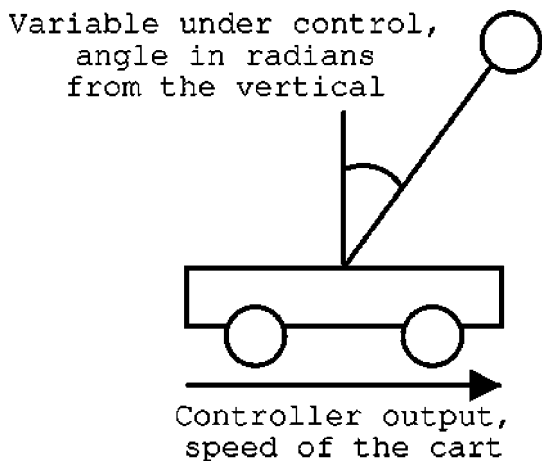 Variable under control,
angle in radians
from the vertical
Controller output,
speed of the cart